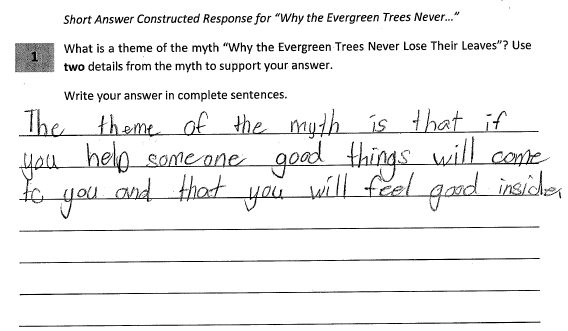 Short Answer Constructed Response for "Why the Evergreen Trees Never..."
1
What is a theme of the myth "Why the Evergreen Trees Never Lose Their Leaves"? Use
two details from the myth to support your answer.
Write your answer in complete sentences.
The theme of the myth is that if
you help someone good things will come
to you and that you will feel good inside.